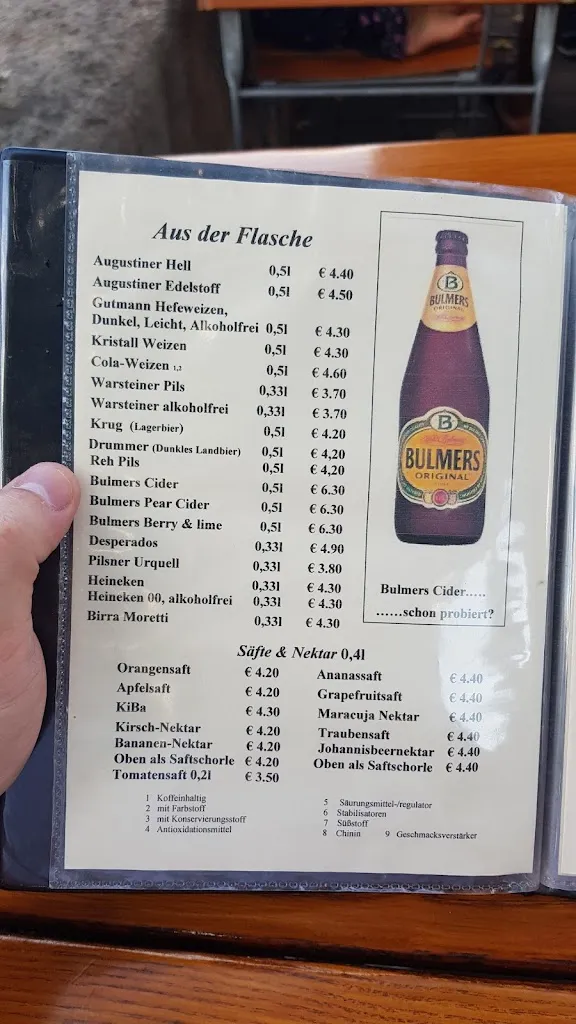 Aus der Flasche
Augustiner Hell 0,5l € 4.40
Augustiner Edelstoff 0,5l € 4.50
Gutmann Hefeweizen,
Dunkel, Leicht, Alkoholfrei 0,5l € 4.30
Kristall Weizen 0,5l € 4.30
Cola-Weizen 1,2 0,5l € 4.60
Warsteiner Pils 0,33l € 3.70
Warsteiner alkoholfrei 0,33l € 3.70
Krug (Lagerbier) 0,5l € 4.20
Drummer (Dunkles Landbier) 0,5l € 4,20
Reh Pils 0,5l € 4,20
Bulmers Cider 0,5l € 6.30
Bulmers Pear Cider 0,5l € 6.30
Bulmers Berry & lime 0,5l € 6.30
Desperados 0,33l € 4.90
Pilsner Urquell 0,33l € 3.80
Heineken 0,33l € 4.30
Heineken 00, alkoholfrei 0,33l € 4.30
Birra Moretti 0,33l € 4.30
B
BULMERS
ORIGINAL
B
BULMERS
ORIGINAL
Bulmers Cider.....
......schon probiert?
Säfte & Nektar 0,4l
Orangensaft € 4.20
Apfelsaft € 4.20
KiBa € 4.30
Kirsch-Nektar € 4.20
Bananen-Nektar € 4.20
Oben als Saftschorle € 4.20
Tomatensaft 0,2l € 3.50
Ananassaft € 4.40
Grapefruitsaft € 4.40
Maracuja Nektar € 4.40
Traubensaft € 4.40
Johannisbeernektar € 4.40
Oben als Saftschorle € 4.40
1 Koffeinhaltig
2 mit Farbstoff
3 mit Konservierungsstoff
4 Antioxidationsmittel
5 Säurungsmittel-/regulator
6 Stabilisatoren
7 Süßstoff
8 Chinin 9 Geschmacksverstärker